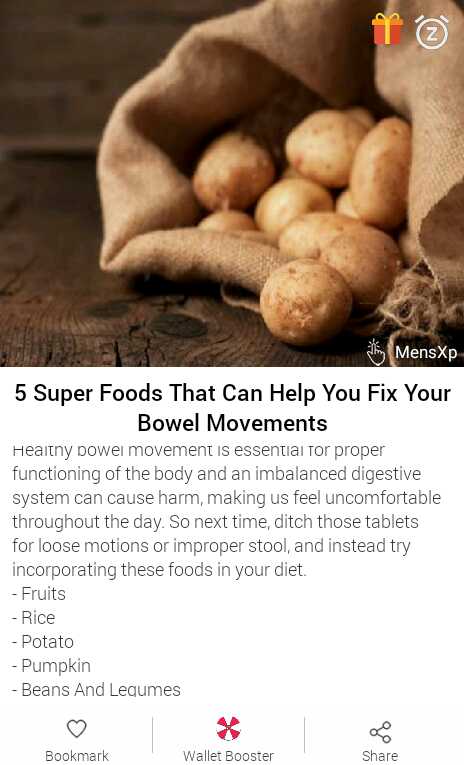 Z
MensXp
5 Super Foods That Can Help You Fix Your
Bowel Movements
Healthy bowel movement is essential for proper
functioning of the body and an imbalanced digestive
system can cause harm, making us feel uncomfortable
throughout the day. So next time, ditch those tablets
for loose motions or improper stool, and instead try
incorporating these foods in your diet.
- Fruits
- Rice
- Potato
- Pumpkin
- Beans And Legumes
Bookmark
Wallet Booster
Share